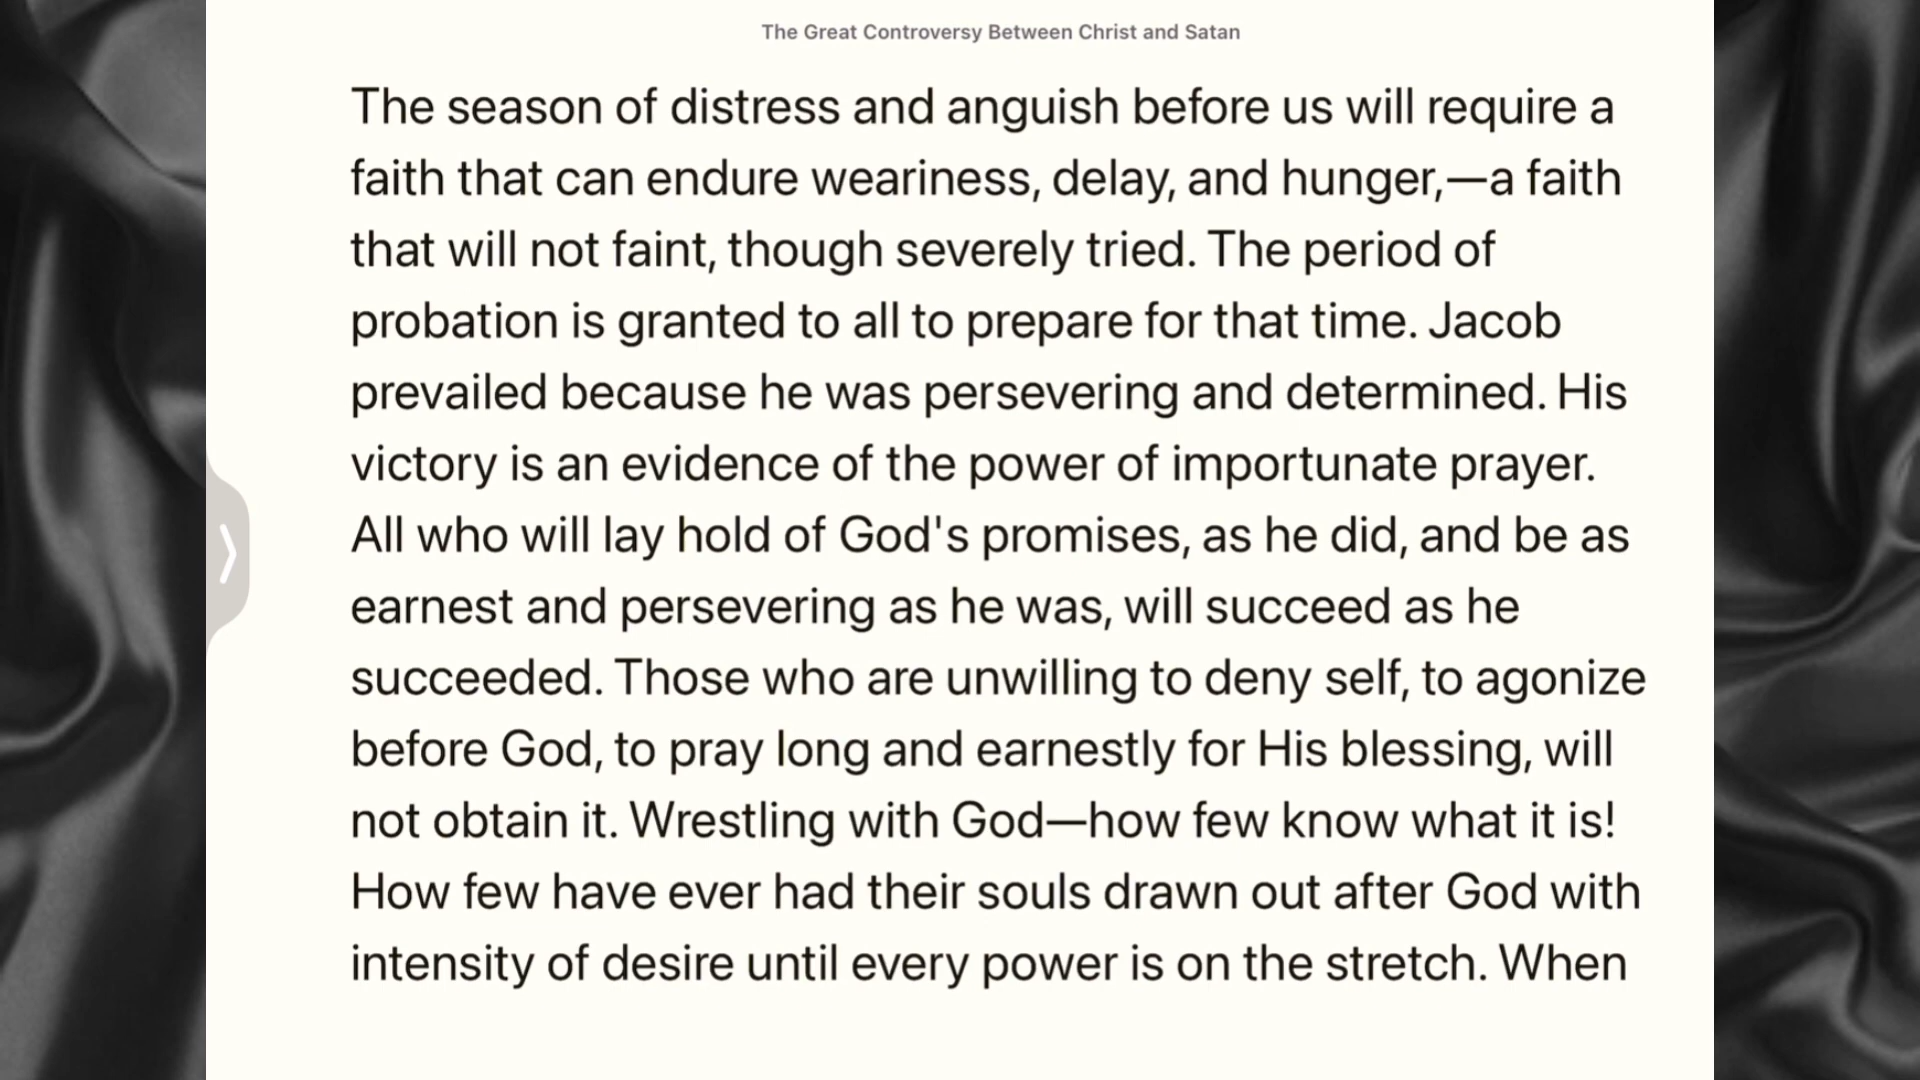 The Great Controversy Between Christ and Satan
The season of distress and anguish before us will require a
faith that can endure weariness, delay, and hunger,—a faith
that will not faint, though severely tried. The period of
probation is granted to all to prepare for that time. Jacob
prevailed because he was persevering and determined. His
victory is an evidence of the power of importunate prayer.
All who will lay hold of God's promises, as he did, and be as
earnest and persevering as he was, will succeed as he
succeeded. Those who are unwilling to deny self, to agonize
before God, to pray long and earnestly for His blessing, will
not obtain it. Wrestling with God—how few know what it is!
How few have ever had their souls drawn out after God with
intensity of desire until every power is on the stretch. When